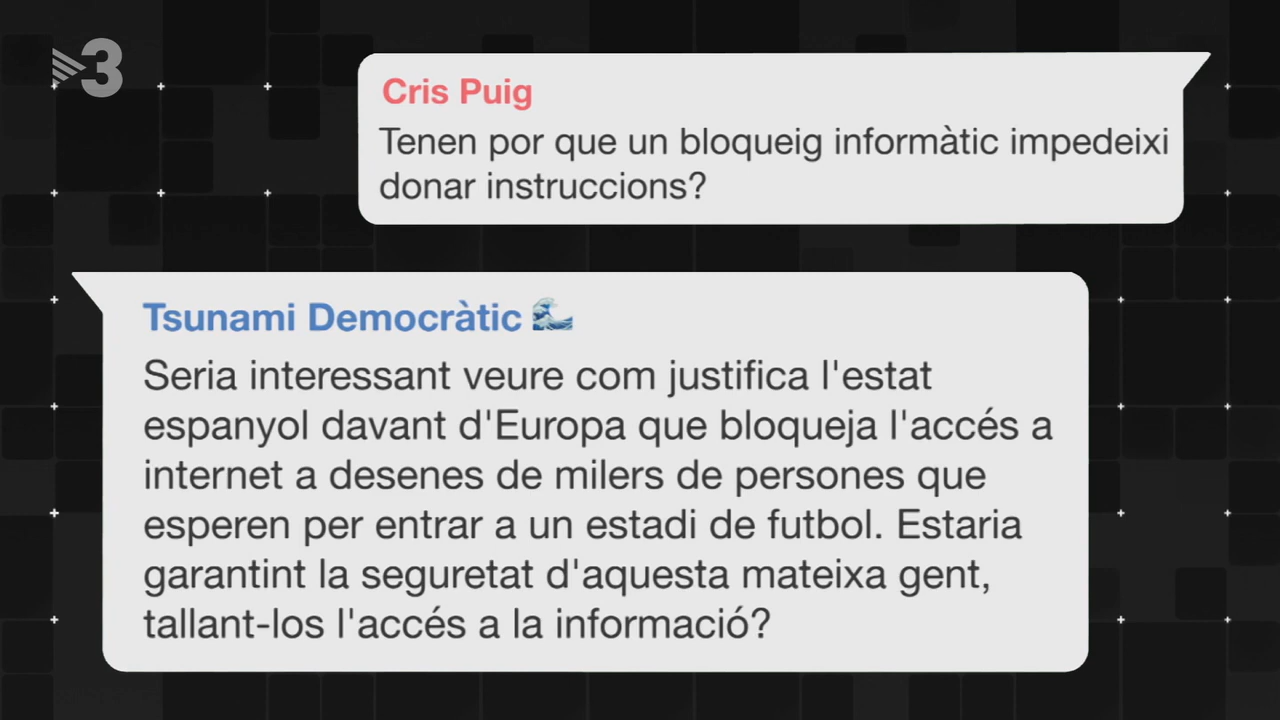 3
Cris Puig
Tenen por que un bloqueig informàtic impedeixi
donar instruccions?
Tsunami Democràtic 🌊
Seria interessant veure com justifica l'estat
espanyol davant d'Europa que bloqueja l'accés a
internet a desenes de milers de persones que
esperen per entrar a un estadi de futbol. Estaria
garantint la seguretat d'aquesta mateixa gent,
tallant-los l'accés a la informació?